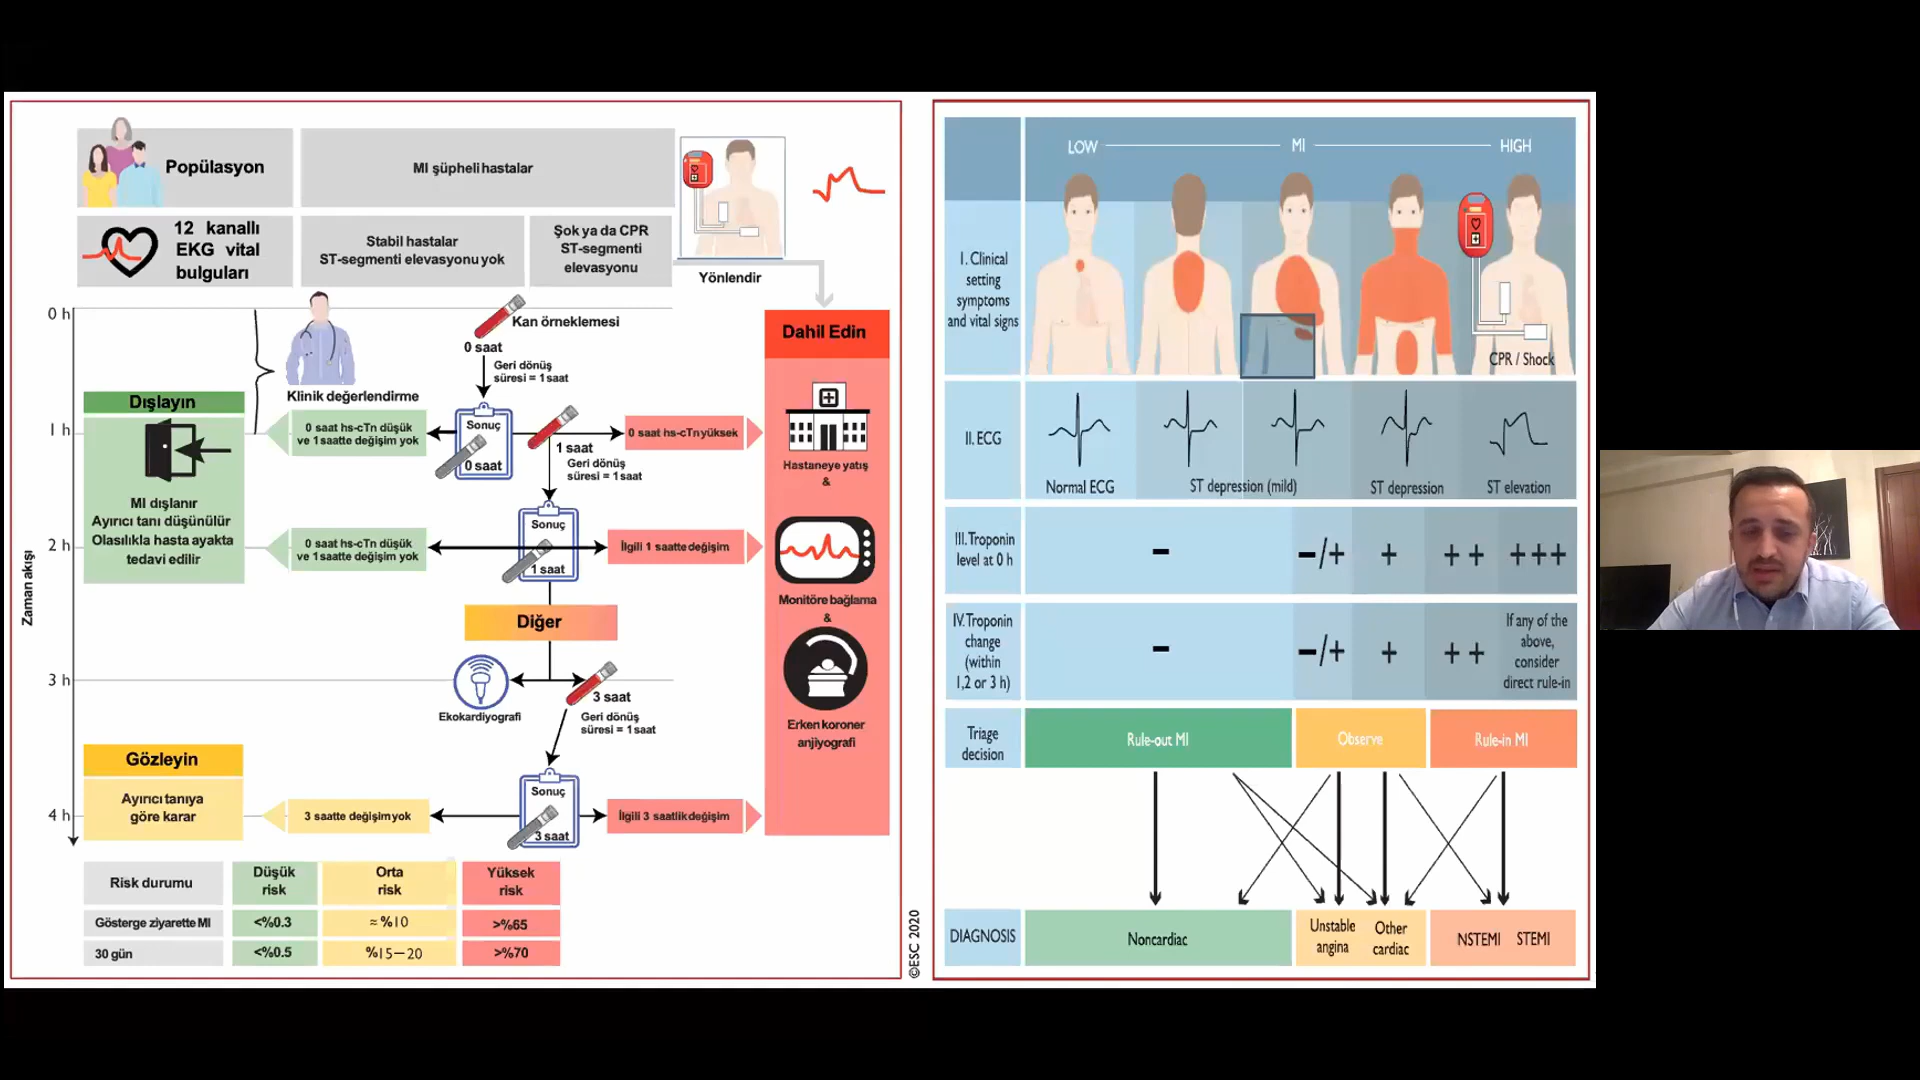 Popülasyon
MI şüpheli hastalar
12 kanallı
EKG vital
bulguları
Stabil hastalar
ST-segmenti elevasyonu yok
Şok ya da CPR
ST-segmenti
elevasyonu
Yönlendir
Zaman akışı
0 h
1 h
2 h
3 h
4 h
Kan örneklemesi
0 saat
Geri dönüş
süresi = 1 saat
Klinik değerlendirme
Dışlayın
MI dışlanır
Ayırıcı tanı düşünülür
Olasılıkla hasta ayakta
tedavi edilir
0 saat hs-cTn düşük
ve 1 saatte değişim yok
Sonuç
0 saat
1 saat
Geri dönüş
süresi = 1 saat
0 saat hs-cTn yüksek
0 saat hs-cTn düşük
ve 1 saatte değişim yok
Sonuç
1 saat
İlgili 1 saatte değişim
Diğer
Ekokardiyografi
3 saat
Geri dönüş
süresi = 1 saat
Gözleyin
Ayırıcı tanıya
göre karar
3 saatte değişim yok
Sonuç
3 saat
İlgili 3 saatlik değişim
Dahil Edin
Hastaneye yatış
&
Monitöre bağlama
&
Erken koroner
anjiyografi
Risk durumu
Düşük
risk
Orta
risk
Yüksek
risk
Gösterge ziyarette MI
<%0.3
≈ %10
>%65
30 gün
<%0.5
%15—20
>%70
©ESC 2020
LOW
MI
HIGH
I. Clinical
setting
symptoms
and vital signs
CPR / Shock
II. ECG
Normal ECG
ST depression (mild)
ST depression
ST elevation
III. Troponin
level at 0 h
−
−/+
+
+ +
+ + +
IV. Troponin
change
(within
1,2 or 3 h)
−
−/+
+
+ +
If any of the
above,
consider
direct rule-in
Triage
decision
Rule-out MI
Observe
Rule-in MI
DIAGNOSIS
Noncardiac
Unstable
angina
Other
cardiac
NSTEMI
STEMI